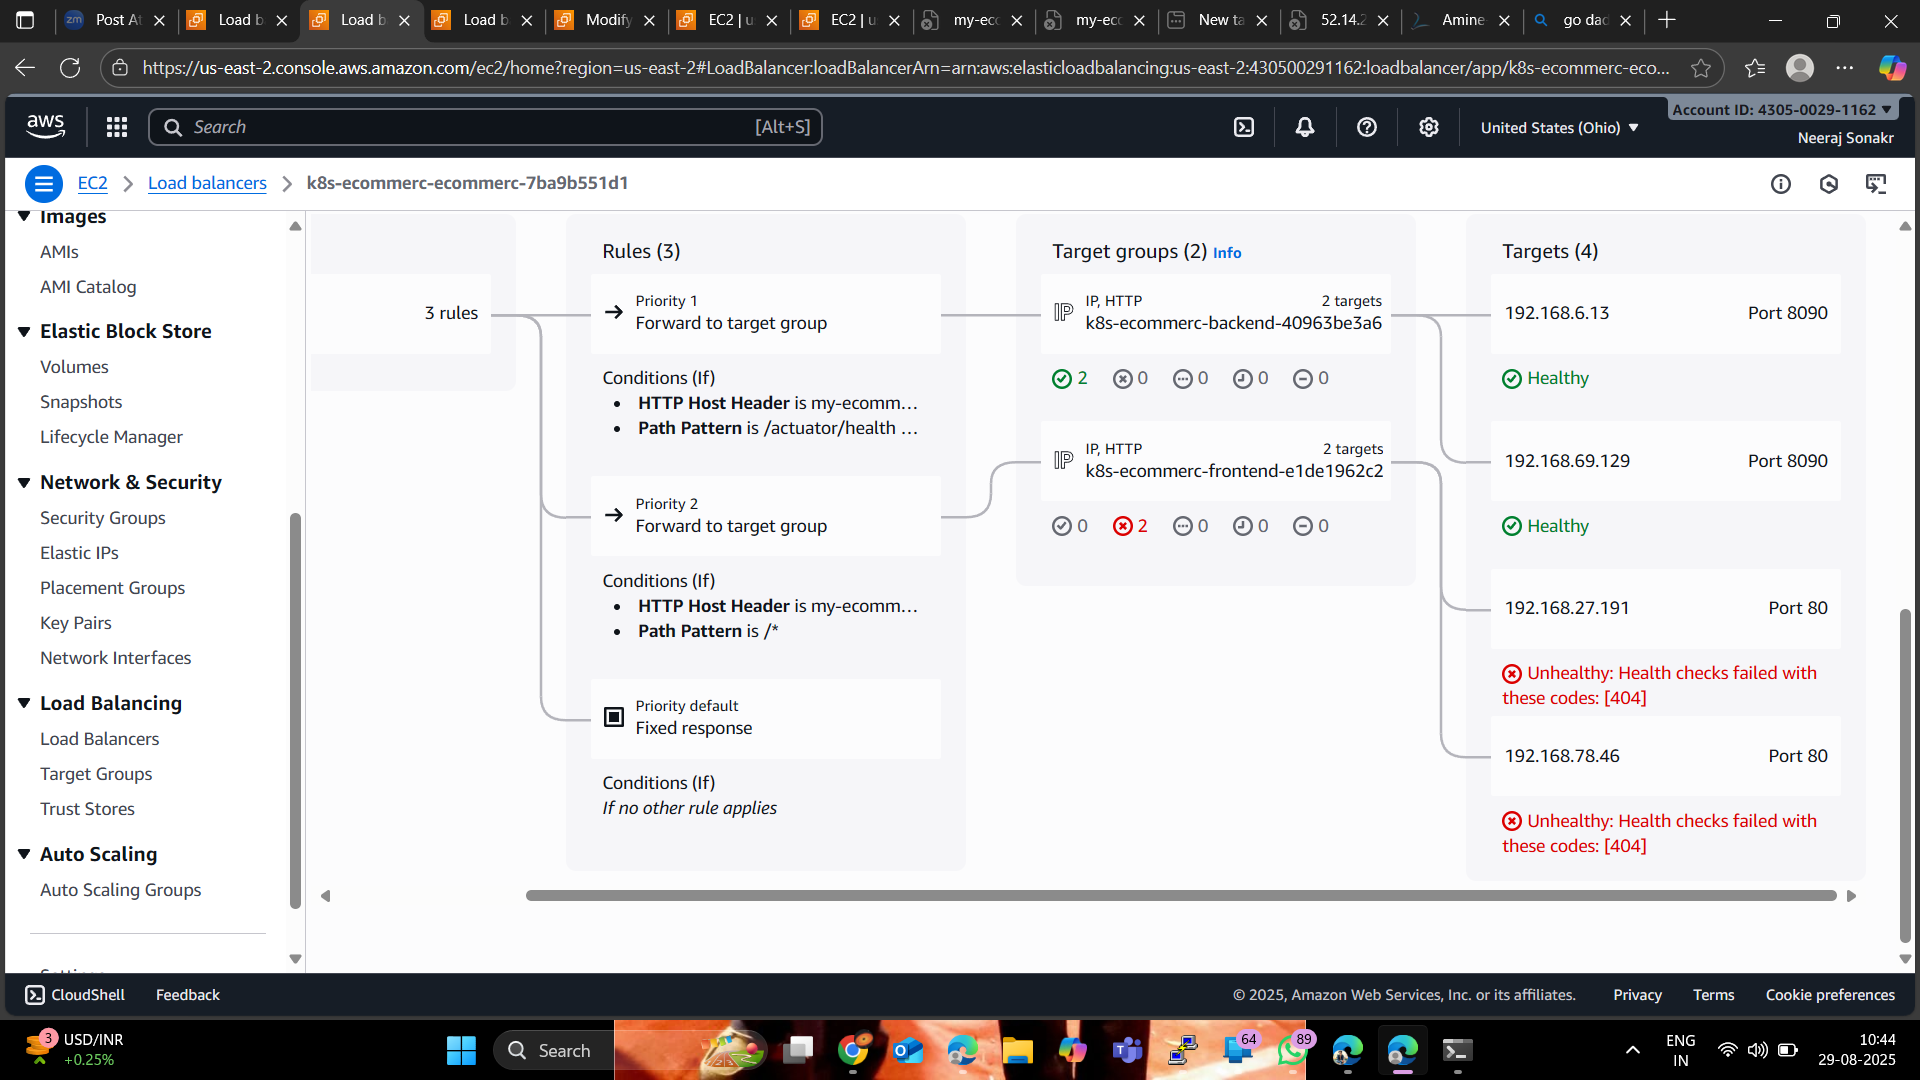 Post At
Load b
Load b
Load b
Modify
EC2 | u
EC2 | u
my-ecc
my-ecc
New ta
52.14.2
Amine
go dad
https://us-east-2.console.aws.amazon.com/ec2/home?region=us-east-2#LoadBalancer:loadBalancerArn=arn:aws:elasticloadbalancing:us-east-2:430500291162:loadbalancer/app/k8s-ecommerc-eco...
aws
Search
[Alt+S]
United States (Ohio)
Account ID: 4305-0029-1162
Neeraj Sonakr
EC2
Load balancers
k8s-ecommerc-ecommerc-7ba9b551d1
Images
AMIs
AMI Catalog
Elastic Block Store
Volumes
Snapshots
Lifecycle Manager
Network & Security
Security Groups
Elastic IPs
Placement Groups
Key Pairs
Network Interfaces
Load Balancing
Load Balancers
Target Groups
Trust Stores
Auto Scaling
Auto Scaling Groups
3 rules
Rules (3)
Priority 1
Forward to target group
Conditions (If)
• HTTP Host Header is my-ecomm...
• Path Pattern is /actuator/health ...
Priority 2
Forward to target group
Conditions (If)
• HTTP Host Header is my-ecomm...
• Path Pattern is /*
Priority default
Fixed response
Conditions (If)
If no other rule applies
Target groups (2) Info
IP, HTTP 2 targets
k8s-ecommerc-backend-40963be3a6
2 0 0 0 0
IP, HTTP 2 targets
k8s-ecommerc-frontend-e1de1962c2
0 2 0 0 0
Targets (4)
192.168.6.13 Port 8090
Healthy
192.168.69.129 Port 8090
Healthy
192.168.27.191 Port 80
Unhealthy: Health checks failed with
these codes: [404]
192.168.78.46 Port 80
Unhealthy: Health checks failed with
these codes: [404]
CloudShell
Feedback
© 2025, Amazon Web Services, Inc. or its affiliates.
Privacy
Terms
Cookie preferences
3
USD/INR
+0.25%
Search
64
89
ENG
IN
10:44
29-08-2025